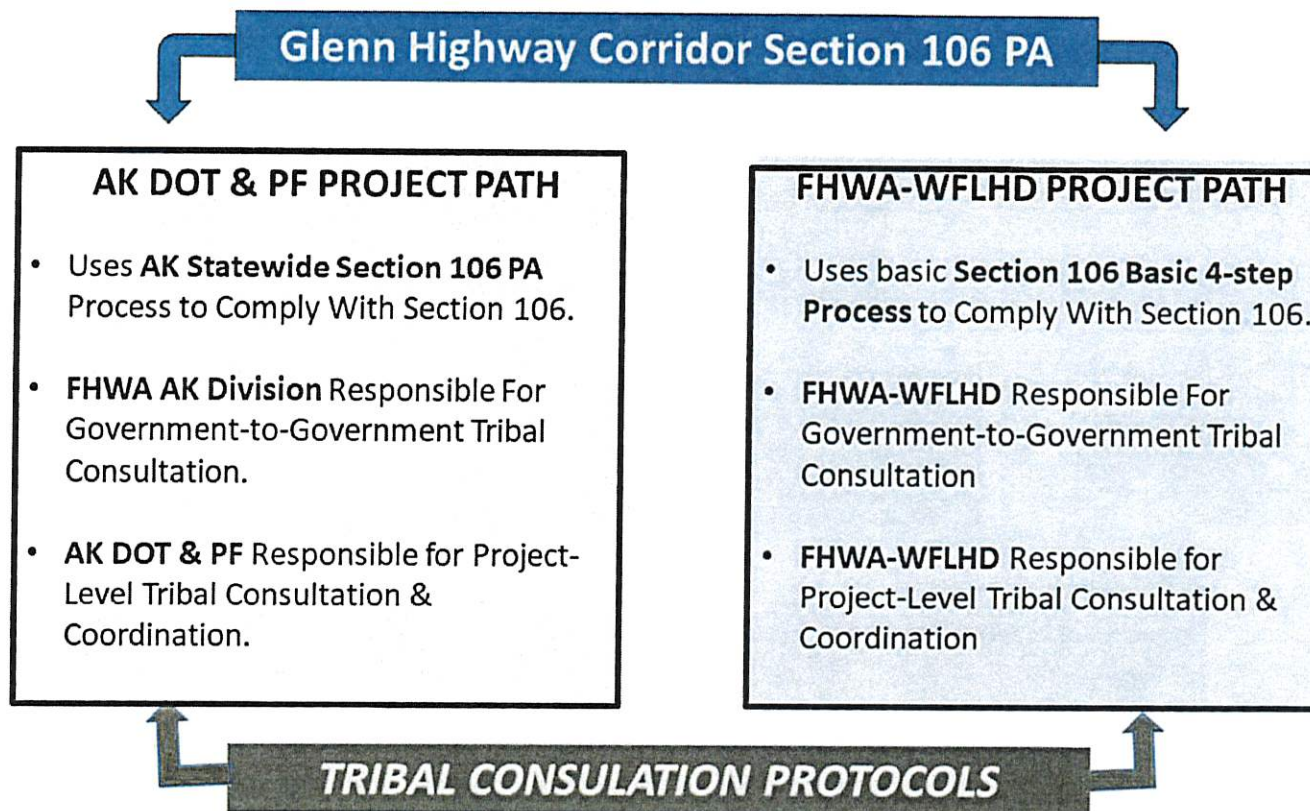 Glenn Highway Corridor Section 106 PA
AK DOT & PF PROJECT PATH
• Uses AK Statewide Section 106 PA
Process to Comply With Section 106.
• FHWA AK Division Responsible For
Government-to-Government Tribal
Consultation.
• AK DOT & PF Responsible for Project-
Level Tribal Consultation &
Coordination.
FHWA-WFLHD PROJECT PATH
• Uses basic Section 106 Basic 4-step
Process to Comply With Section 106.
• FHWA-WFLHD Responsible For
Government-to-Government Tribal
Consultation
• FHWA-WFLHD Responsible for
Project-Level Tribal Consultation &
Coordination
TRIBAL CONSULATION PROTOCOLS